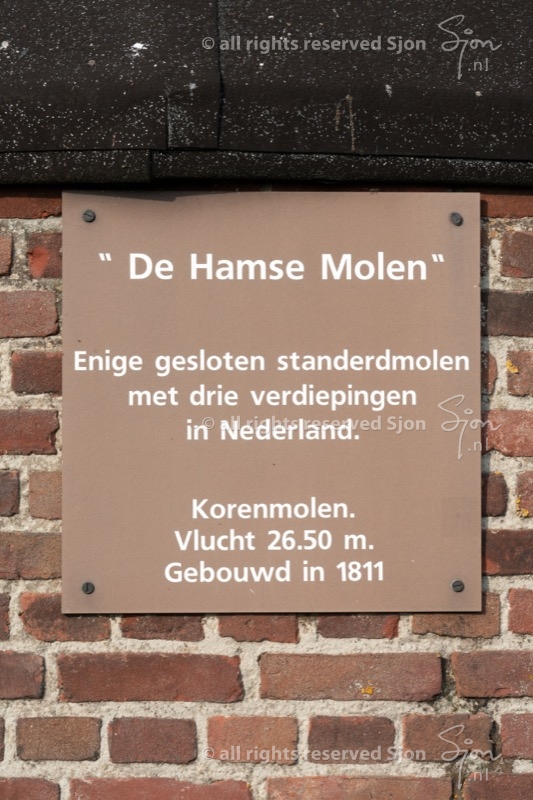 © all rights reserved Sjon Sjon.nl
" De Hamse Molen"
Enige gesloten standerdmolen
met drie verdiepingen
© all rights reserved Sjon Sjon.nl
in Nederland.
Korenmolen.
Vlucht 26.50 m.
Gebouwd in 1811
© all rights reserved Sjon Sjon.nl